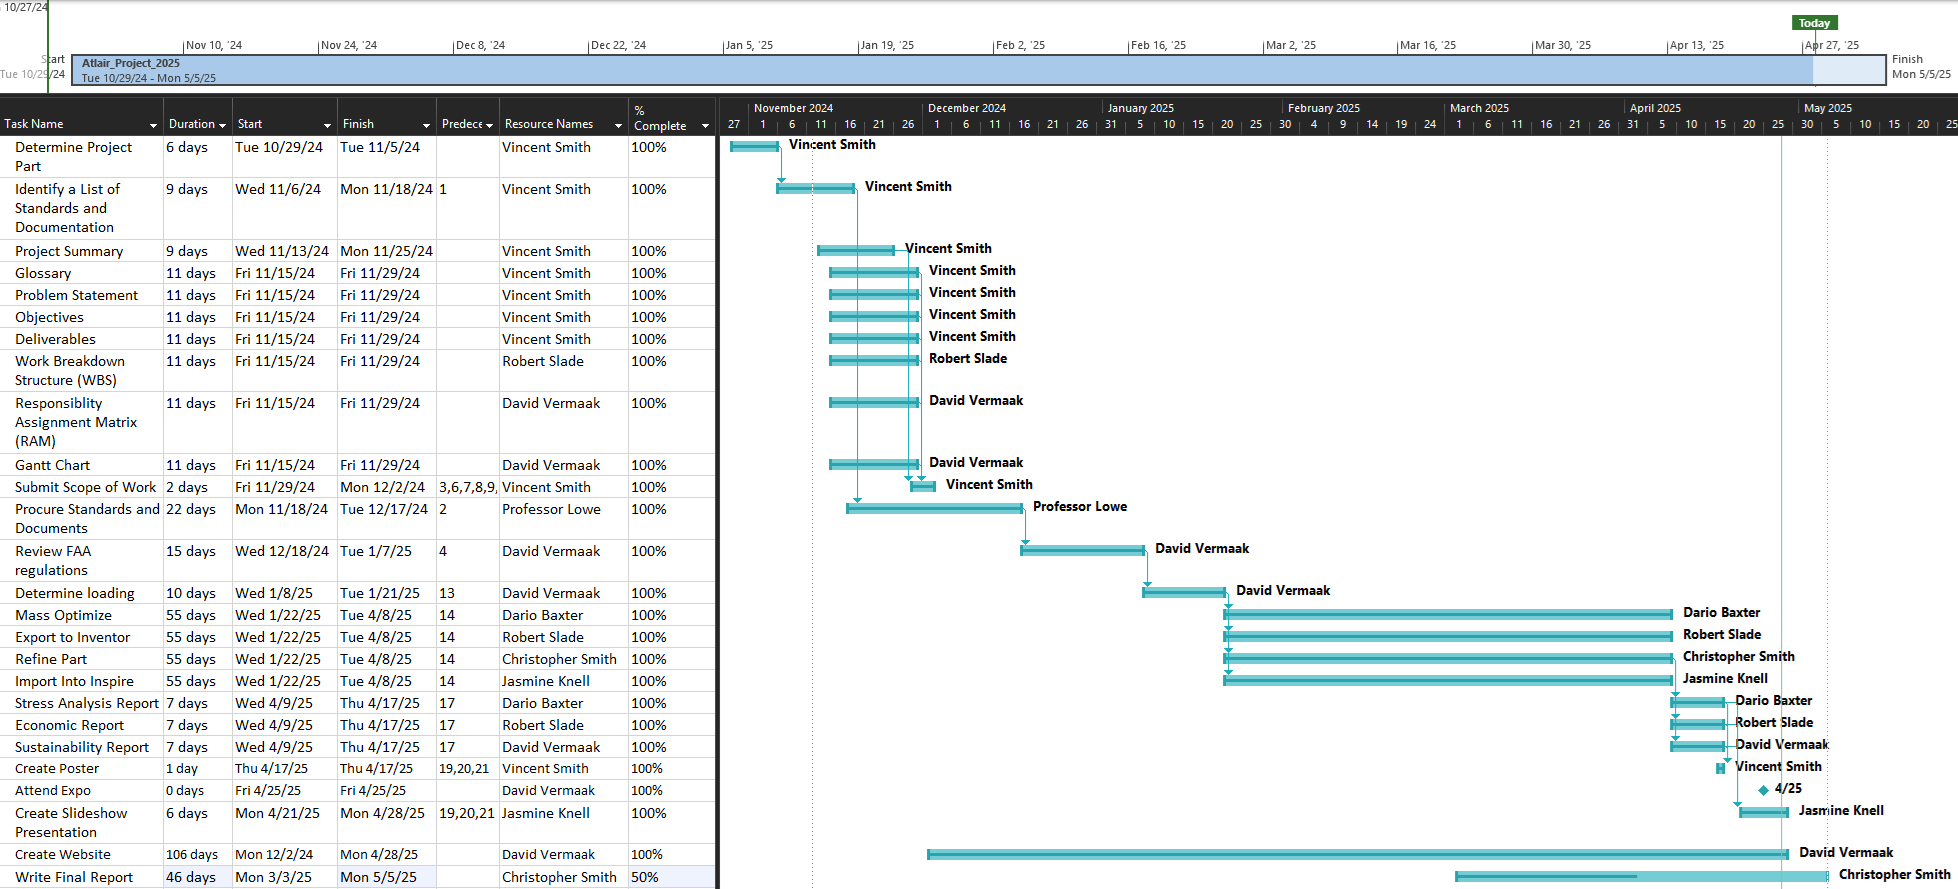 10/27/24
Today
Nov 10, '24 Nov 24, '24 Dec 8, '24 Dec 22, '24 Jan 5, '25 Jan 19, '25 Feb 2, '25 Feb 16, '25 Mar 2, '25 Mar 16, '25 Mar 30, '25 Apr 13, '25 Apr 27, '25
Start
Tue 10/29/24
Atlair_Project_2025
Tue 10/29/24 - Mon 5/5/25
Finish
Mon 5/5/25
Task Name Duration Start Finish Predece Resource Names % Complete
November 2024 December 2024 January 2025 February 2025 March 2025 April 2025 May 2025
27 1 6 11 16 21 26 1 6 11 16 21 26 31 5 10 15 20 25 30 4 9 14 19 24 1 6 11 16 21 26 31 5 10 15 20 25 30 5 10 15 20 25
Determine Project 6 days Tue 10/29/24 Tue 11/5/24 Vincent Smith 100% Vincent Smith
Part
Identify a List of 9 days Wed 11/6/24 Mon 11/18/24 1 Vincent Smith 100% Vincent Smith
Standards and
Documentation
Project Summary 9 days Wed 11/13/24 Mon 11/25/24 Vincent Smith 100% Vincent Smith
Glossary 11 days Fri 11/15/24 Fri 11/29/24 Vincent Smith 100% Vincent Smith
Problem Statement 11 days Fri 11/15/24 Fri 11/29/24 Vincent Smith 100% Vincent Smith
Objectives 11 days Fri 11/15/24 Fri 11/29/24 Vincent Smith 100% Vincent Smith
Deliverables 11 days Fri 11/15/24 Fri 11/29/24 Vincent Smith 100% Vincent Smith
Work Breakdown 11 days Fri 11/15/24 Fri 11/29/24 Robert Slade 100% Robert Slade
Structure (WBS)
Responsiblity 11 days Fri 11/15/24 Fri 11/29/24 David Vermaak 100% David Vermaak
Assignment Matrix
(RAM)
Gantt Chart 11 days Fri 11/15/24 Fri 11/29/24 David Vermaak 100% David Vermaak
Submit Scope of Work 2 days Fri 11/29/24 Mon 12/2/24 3,6,7,8,9, Vincent Smith 100% Vincent Smith
Procure Standards and 22 days Mon 11/18/24 Tue 12/17/24 2 Professor Lowe 100% Professor Lowe
Documents
Review FAA 15 days Wed 12/18/24 Tue 1/7/25 4 David Vermaak 100% David Vermaak
regulations
Determine loading 10 days Wed 1/8/25 Tue 1/21/25 13 David Vermaak 100% David Vermaak
Mass Optimize 55 days Wed 1/22/25 Tue 4/8/25 14 Dario Baxter 100% Dario Baxter
Export to Inventor 55 days Wed 1/22/25 Tue 4/8/25 14 Robert Slade 100% Robert Slade
Refine Part 55 days Wed 1/22/25 Tue 4/8/25 14 Christopher Smith 100% Christopher Smith
Import Into Inspire 55 days Wed 1/22/25 Tue 4/8/25 14 Jasmine Knell 100% Jasmine Knell
Stress Analysis Report 7 days Wed 4/9/25 Thu 4/17/25 17 Dario Baxter 100% Dario Baxter
Economic Report 7 days Wed 4/9/25 Thu 4/17/25 17 Robert Slade 100% Robert Slade
Sustainability Report 7 days Wed 4/9/25 Thu 4/17/25 17 David Vermaak 100% David Vermaak
Create Poster 1 day Thu 4/17/25 Thu 4/17/25 19,20,21 Vincent Smith 100% Vincent Smith
Attend Expo 0 days Fri 4/25/25 Fri 4/25/25 David Vermaak 100% 4/25
Create Slideshow 6 days Mon 4/21/25 Mon 4/28/25 19,20,21 Jasmine Knell 100% Jasmine Knell
Presentation
Create Website 106 days Mon 12/2/24 Mon 4/28/25 David Vermaak 100% David Vermaak
Write Final Report 46 days Mon 3/3/25 Mon 5/5/25 Christopher Smith 50% Christopher Smith